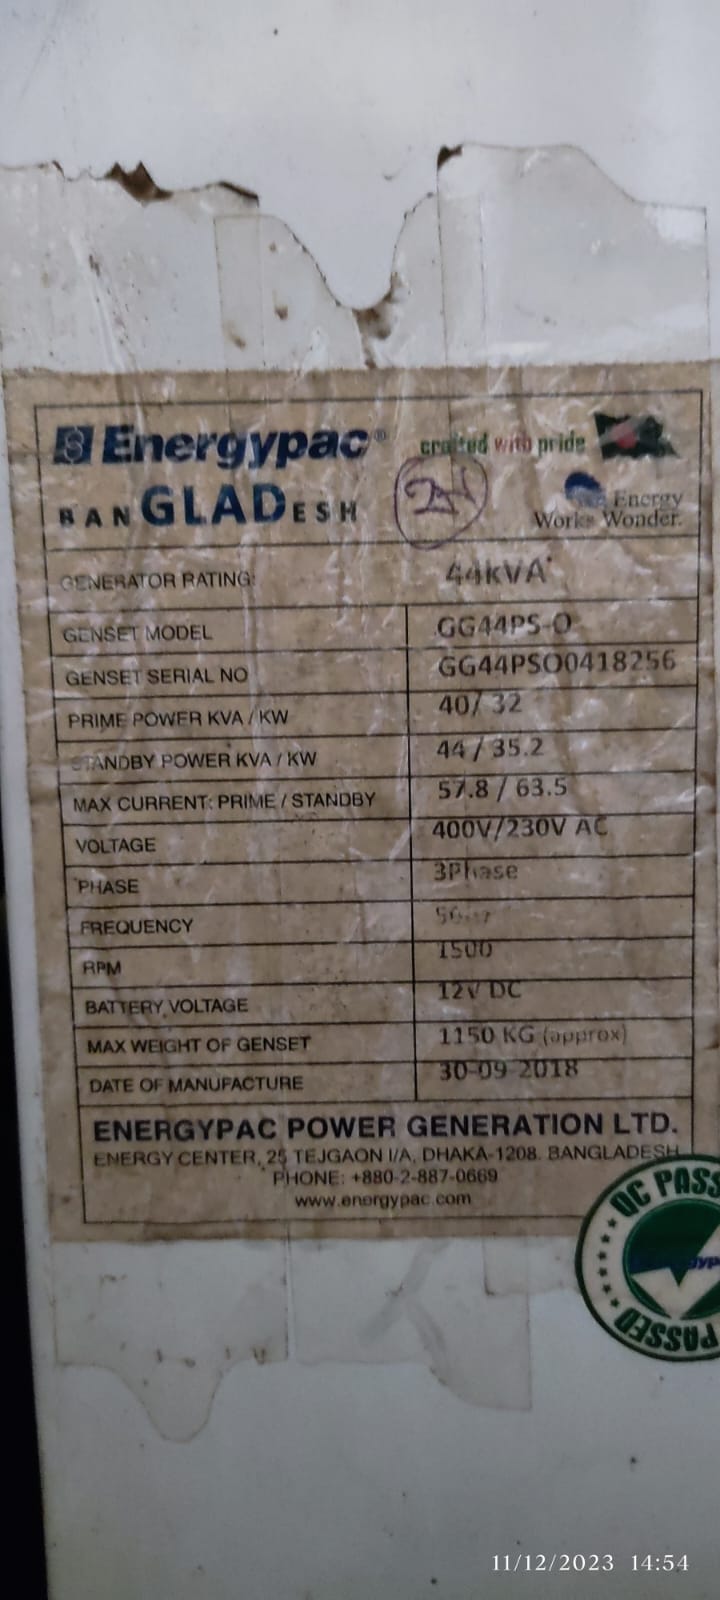 Energypac®
crafted with pride
BANGLADESH
Energy
Works Wonder.
GENERATOR RATING: 44KVA
GENSET MODEL GG44PS-O
GENSET SERIAL NO GG44PSO0418256
PRIME POWER KVA / KW 40/ 32
STANDBY POWER KVA / KW 44 / 35.2
MAX CURRENT: PRIME / STANDBY 57.8 / 63.5
VOLTAGE 400V/230V AC
PHASE 3Phase
FREQUENCY
RPM 1500
BATTERY VOLTAGE 12V DC
MAX WEIGHT OF GENSET 1150 KG (approx)
DATE OF MANUFACTURE 30-09-2018
ENERGYPAC POWER GENERATION LTD.
ENERGY CENTER, 25 TEJGAON I/A, DHAKA-1208. BANGLADESH
PHONE: +880-2-887-0669
www.energypac.com
QC PASS
PASSED
11/12/2023 14:54